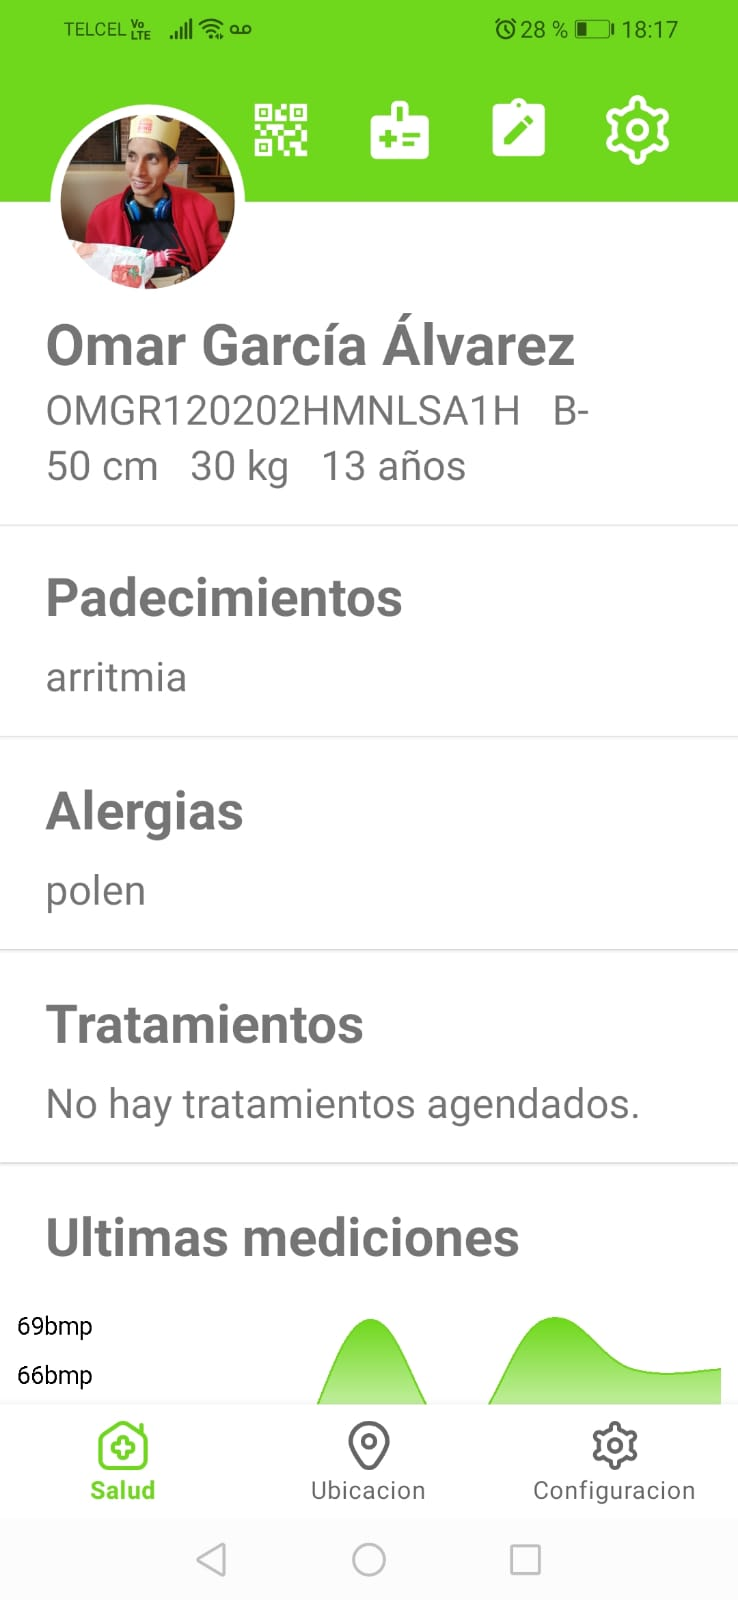 TELCEL Vo LTE 28 % 18:17
Omar García Álvarez
OMGR120202HMNLSA1H B-
50 cm 30 kg 13 años
Padecimientos
arritmia
Alergias
polen
Tratamientos
No hay tratamientos agendados.
Ultimas mediciones
69bmp
66bmp
Salud Ubicacion Configuracion